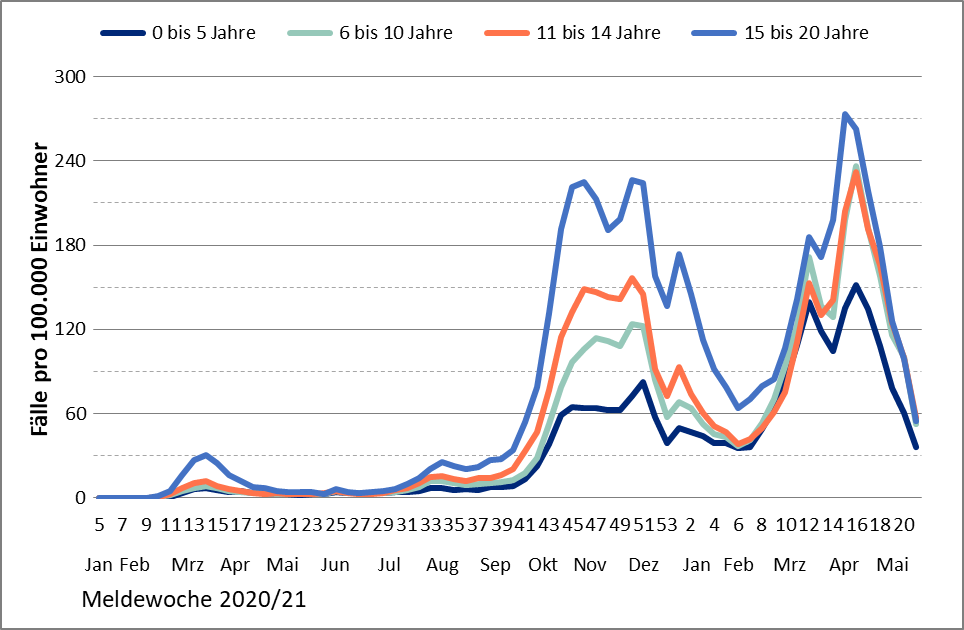 0 bis 5 Jahre 6 bis 10 Jahre 11 bis 14 Jahre 15 bis 20 Jahre
Fälle pro 100.000 Einwohner
300
240
180
120
60
0
5 7 9 11 13 15 17 19 21 23 25 27 29 31 33 35 37 39 41 43 45 47 49 51 53 2 4 6 8 10 12 14 16 18 20
Jan Feb Mrz Apr Mai Jun Jul Aug Sep Okt Nov Dez Jan Feb Mrz Apr Mai
Meldewoche 2020/21